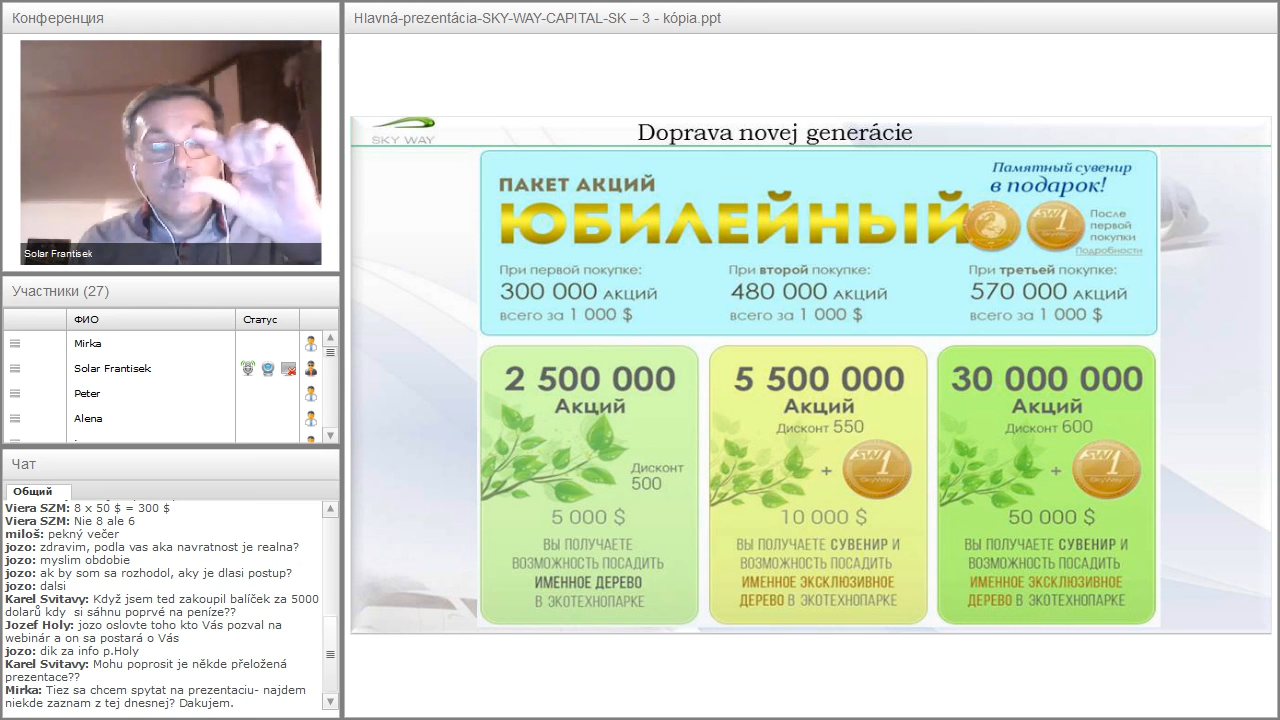 Конференция
Solar Frantisek
Участники (27)
ФИО
Статус
Mirka
Solar Frantisek
Peter
Alena
Чат
Общий
Viera SZM: 8 x 50 $ = 300 $
Viera SZM: Nie 8 ale 6
miloš: pekný večer
jozo: zdravim, podla vas aka navratnost je realna?
jozo: myslim obdobie
jozo: ak by som sa rozhodol, aky je dlasi postup?
jozo: dalsi
Karel Svitavy: Když jsem ted zakoupil balíček za 5000
dolarů kdy si sáhnu poprvé na peníze??
Jozef Holy: jozo oslovte toho kto Vás pozval na
webinár a on sa postará o Vás
jozo: dik za info p.Holy
Karel Svitavy: Mohu poprosit je někde přeložená
prezentace??
Mirka: Tiez sa chcem spytat na prezentaciu- najdem
niekde zaznam z tej dnesnej? Dakujem.
Hlavná-prezentácia-SKY-WAY-CAPITAL-SK – 3 - kópia.ppt
SKY WAY
Doprava novej generácie
ПАКЕТ АКЦИЙ
ЮБИЛЕЙНЫЙ
Памятный сувенир
в подарок!
SW1
После
первой
покупки
Подробности
При первой покупке:
300 000 АКЦИЙ
всего за 1 000 $
При второй покупке:
480 000 АКЦИЙ
всего за 1 000 $
При третьей покупке:
570 000 АКЦИЙ
всего за 1 000 $
2 500 000
Акций
Дисконт
500
5 000 $
ВЫ ПОЛУЧАЕТЕ
ВОЗМОЖНОСТЬ ПОСАДИТЬ
ИМЕННОЕ ДЕРЕВО
В ЭКОТЕХНОПАРКЕ
5 500 000
Акций
Дисконт 550
+
SW1
SkyWay
10 000 $
ВЫ ПОЛУЧАЕТЕ СУВЕНИР И
ВОЗМОЖНОСТЬ ПОСАДИТЬ
ИМЕННОЕ ЭКСКЛЮЗИВНОЕ
ДЕРЕВО В ЭКОТЕХНОПАРКЕ
30 000 000
Акций
Дисконт 600
+
SW1
SkyWay
50 000 $
ВЫ ПОЛУЧАЕТЕ СУВЕНИР И
ВОЗМОЖНОСТЬ ПОСАДИТЬ
ИМЕННОЕ ЭКСКЛЮЗИВНОЕ
ДЕРЕВО В ЭКОТЕХНОПАРКЕ